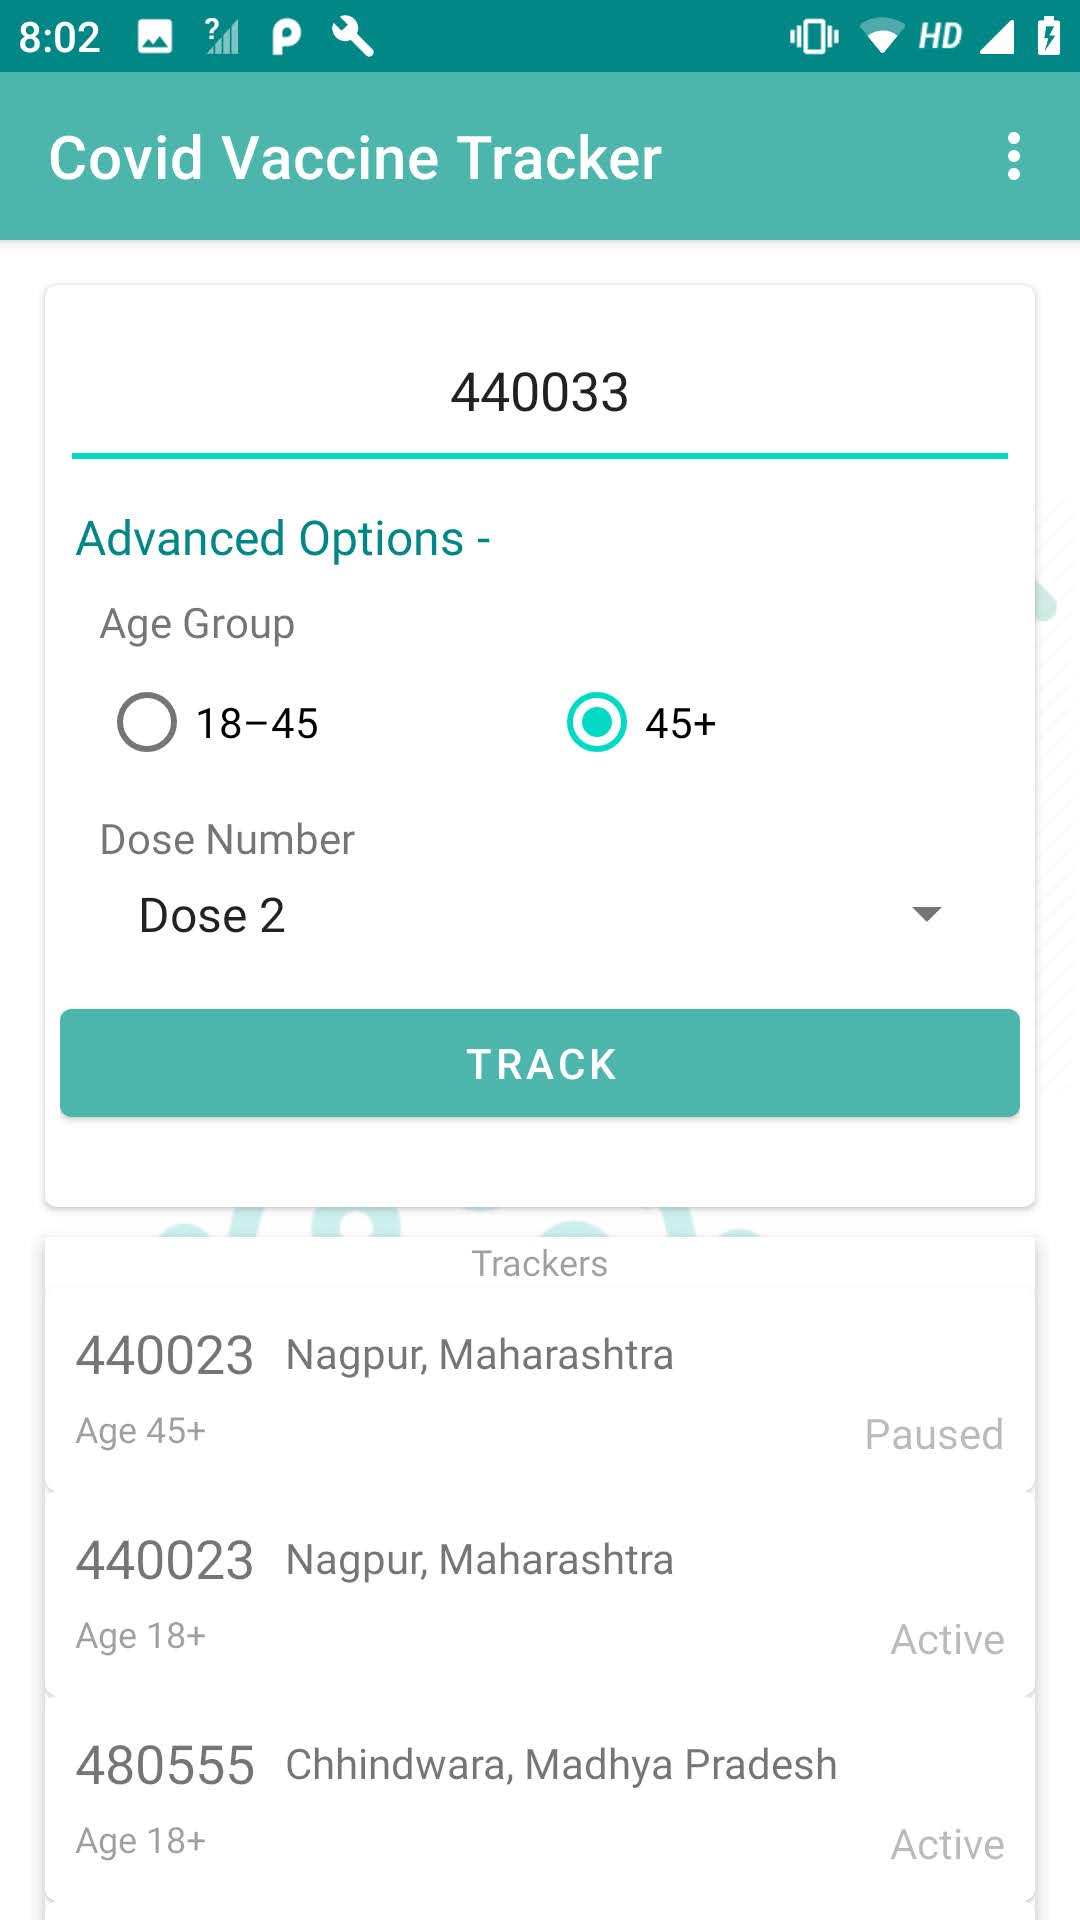 8:02 ? HD
Covid Vaccine Tracker
440033
Advanced Options -
Age Group
18–45 45+
Dose Number
Dose 2
TRACK
Trackers
440023 Nagpur, Maharashtra
Age 45+ Paused
440023 Nagpur, Maharashtra
Age 18+ Active
480555 Chhindwara, Madhya Pradesh
Age 18+ Active